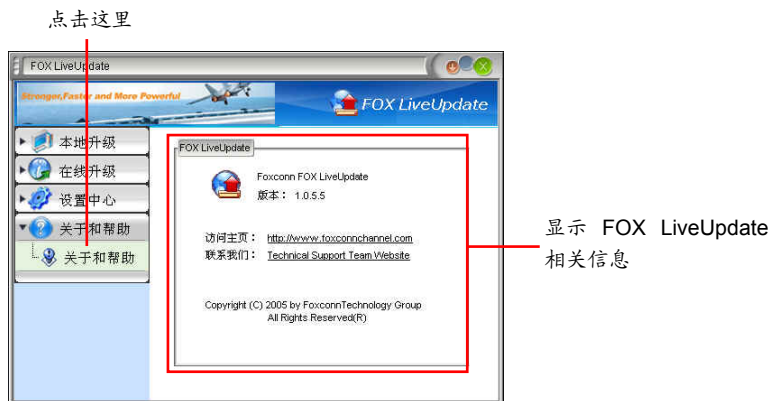 点击这里
FOX LiveUpdate
Stronger,Faster and More Powerful
FOX LiveUpdate
本地升级
在线升级
设置中心
关于和帮助
关于和帮助
FOX LiveUpdate
Foxconn FOX LiveUpdate
版本： 1.0.5.5
访问主页： http://www.foxconnchannel.com
联系我们： Technical Support Team Website
Copyright (C) 2005 by FoxconnTechnology Group
All Rights Reserved(R)
显示 FOX LiveUpdate
相关信息